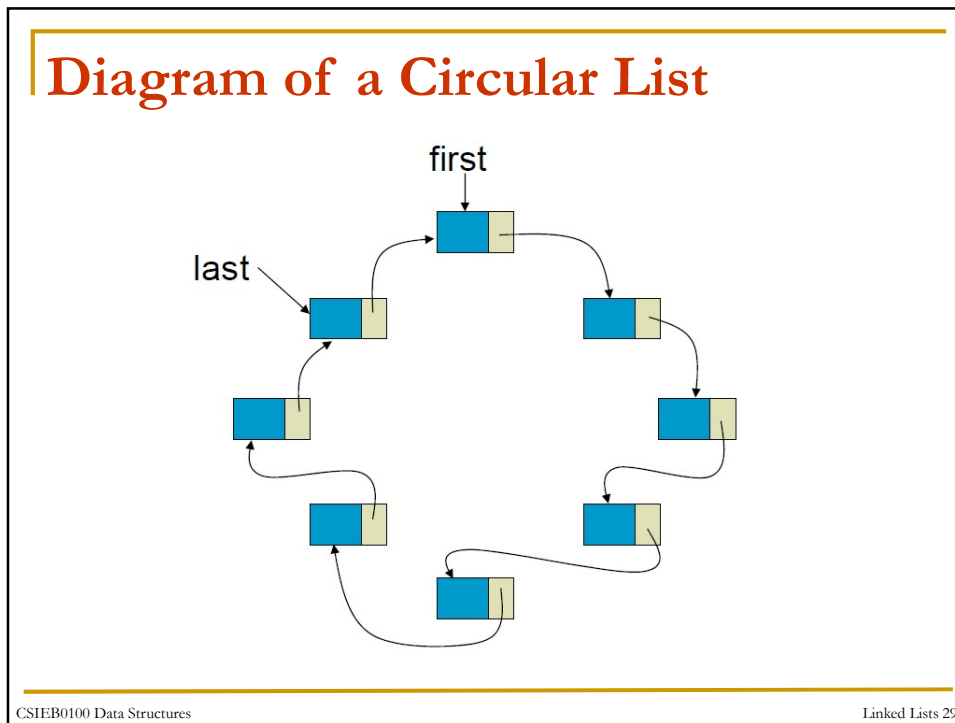 Diagram of a Circular List
first
last
CSIEB0100 Data Structures
Linked Lists 29